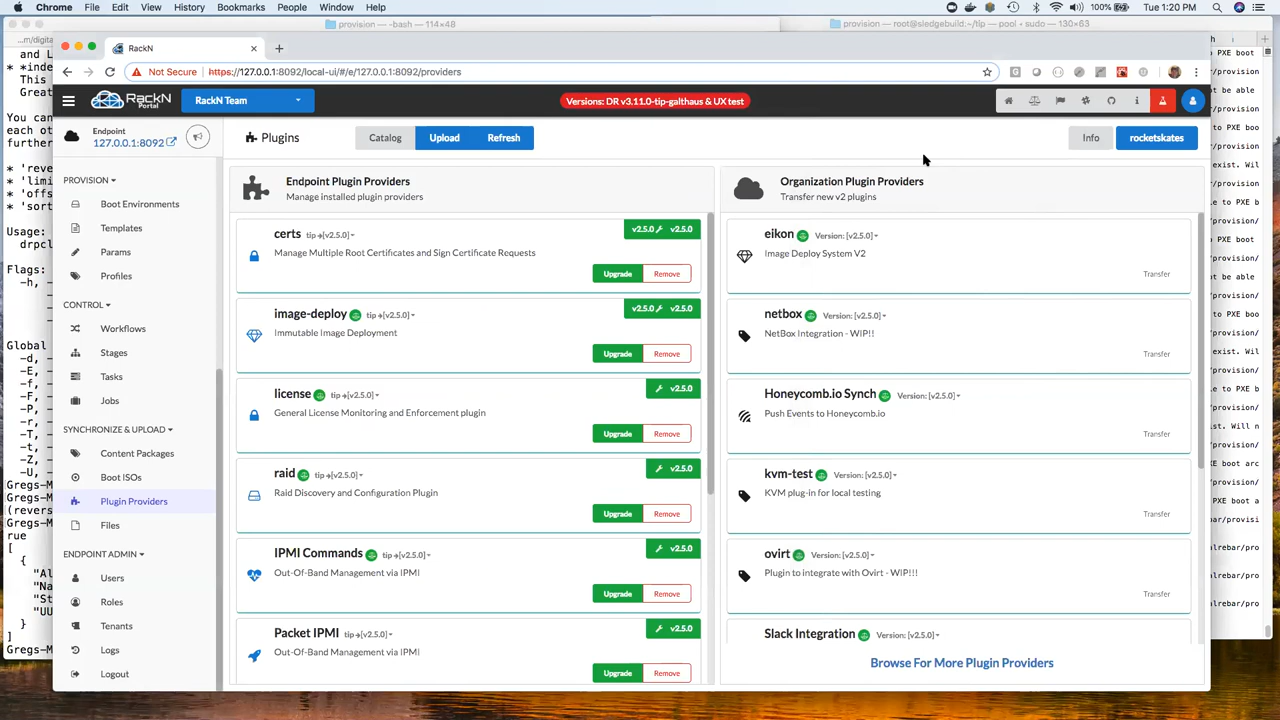 Chrome File Edit View History Bookmarks People Window Help
100% Tue 1:20 PM
provision — -bash — 114×48
provision — root@sledgebuild: ~/tip — pool - sudo — 130×63
RackN
Not Secure https://127.0.0.1:8092/local-ui/#/e/127.0.0.1:8092/providers
RackN Portal
RackN Team
Versions: DR v3.11.0-tip-galthaus & UX test
Endpoint
127.0.0.1:8092
Plugins
Catalog
Upload
Refresh
Info
rocketskates
PROVISION
Boot Environments
Templates
Params
Profiles
CONTROL
Workflows
Stages
Tasks
Jobs
SYNCHRONIZE & UPLOAD
Content Packages
Boot ISOs
Plugin Providers
Files
ENDPOINT ADMIN
Users
Roles
Tenants
Logs
Logout
Endpoint Plugin Providers
Manage installed plugin providers
certs tip [v2.5.0]
v2.5.0 v2.5.0
Manage Multiple Root Certificates and Sign Certificate Requests
Upgrade Remove
image-deploy tip [v2.5.0]
v2.5.0 v2.5.0
Immutable Image Deployment
Upgrade Remove
license tip [v2.5.0]
v2.5.0
General License Monitoring and Enforcement plugin
Upgrade Remove
raid tip [v2.5.0]
v2.5.0
Raid Discovery and Configuration Plugin
Upgrade Remove
IPMI Commands tip [v2.5.0]
v2.5.0
Out-Of-Band Management via IPMI
Upgrade Remove
Packet IPMI tip [v2.5.0]
v2.5.0
Out-Of-Band Management via IPMI
Upgrade Remove
Organization Plugin Providers
Transfer new v2 plugins
eikon Version: [v2.5.0]
Image Deploy System V2
Transfer
netbox Version: [v2.5.0]
NetBox Integration - WIP!!
Transfer
Honeycomb.io Synch Version: [v2.5.0]
Push Events to Honeycomb.io
Transfer
kvm-test Version: [v2.5.0]
KVM plug-in for local testing
Transfer
ovirt Version: [v2.5.0]
Plugin to integrate with Ovirt - WIP!!!
Transfer
Slack Integration Version: [v2.5.0]
Browse For More Plugin Providers